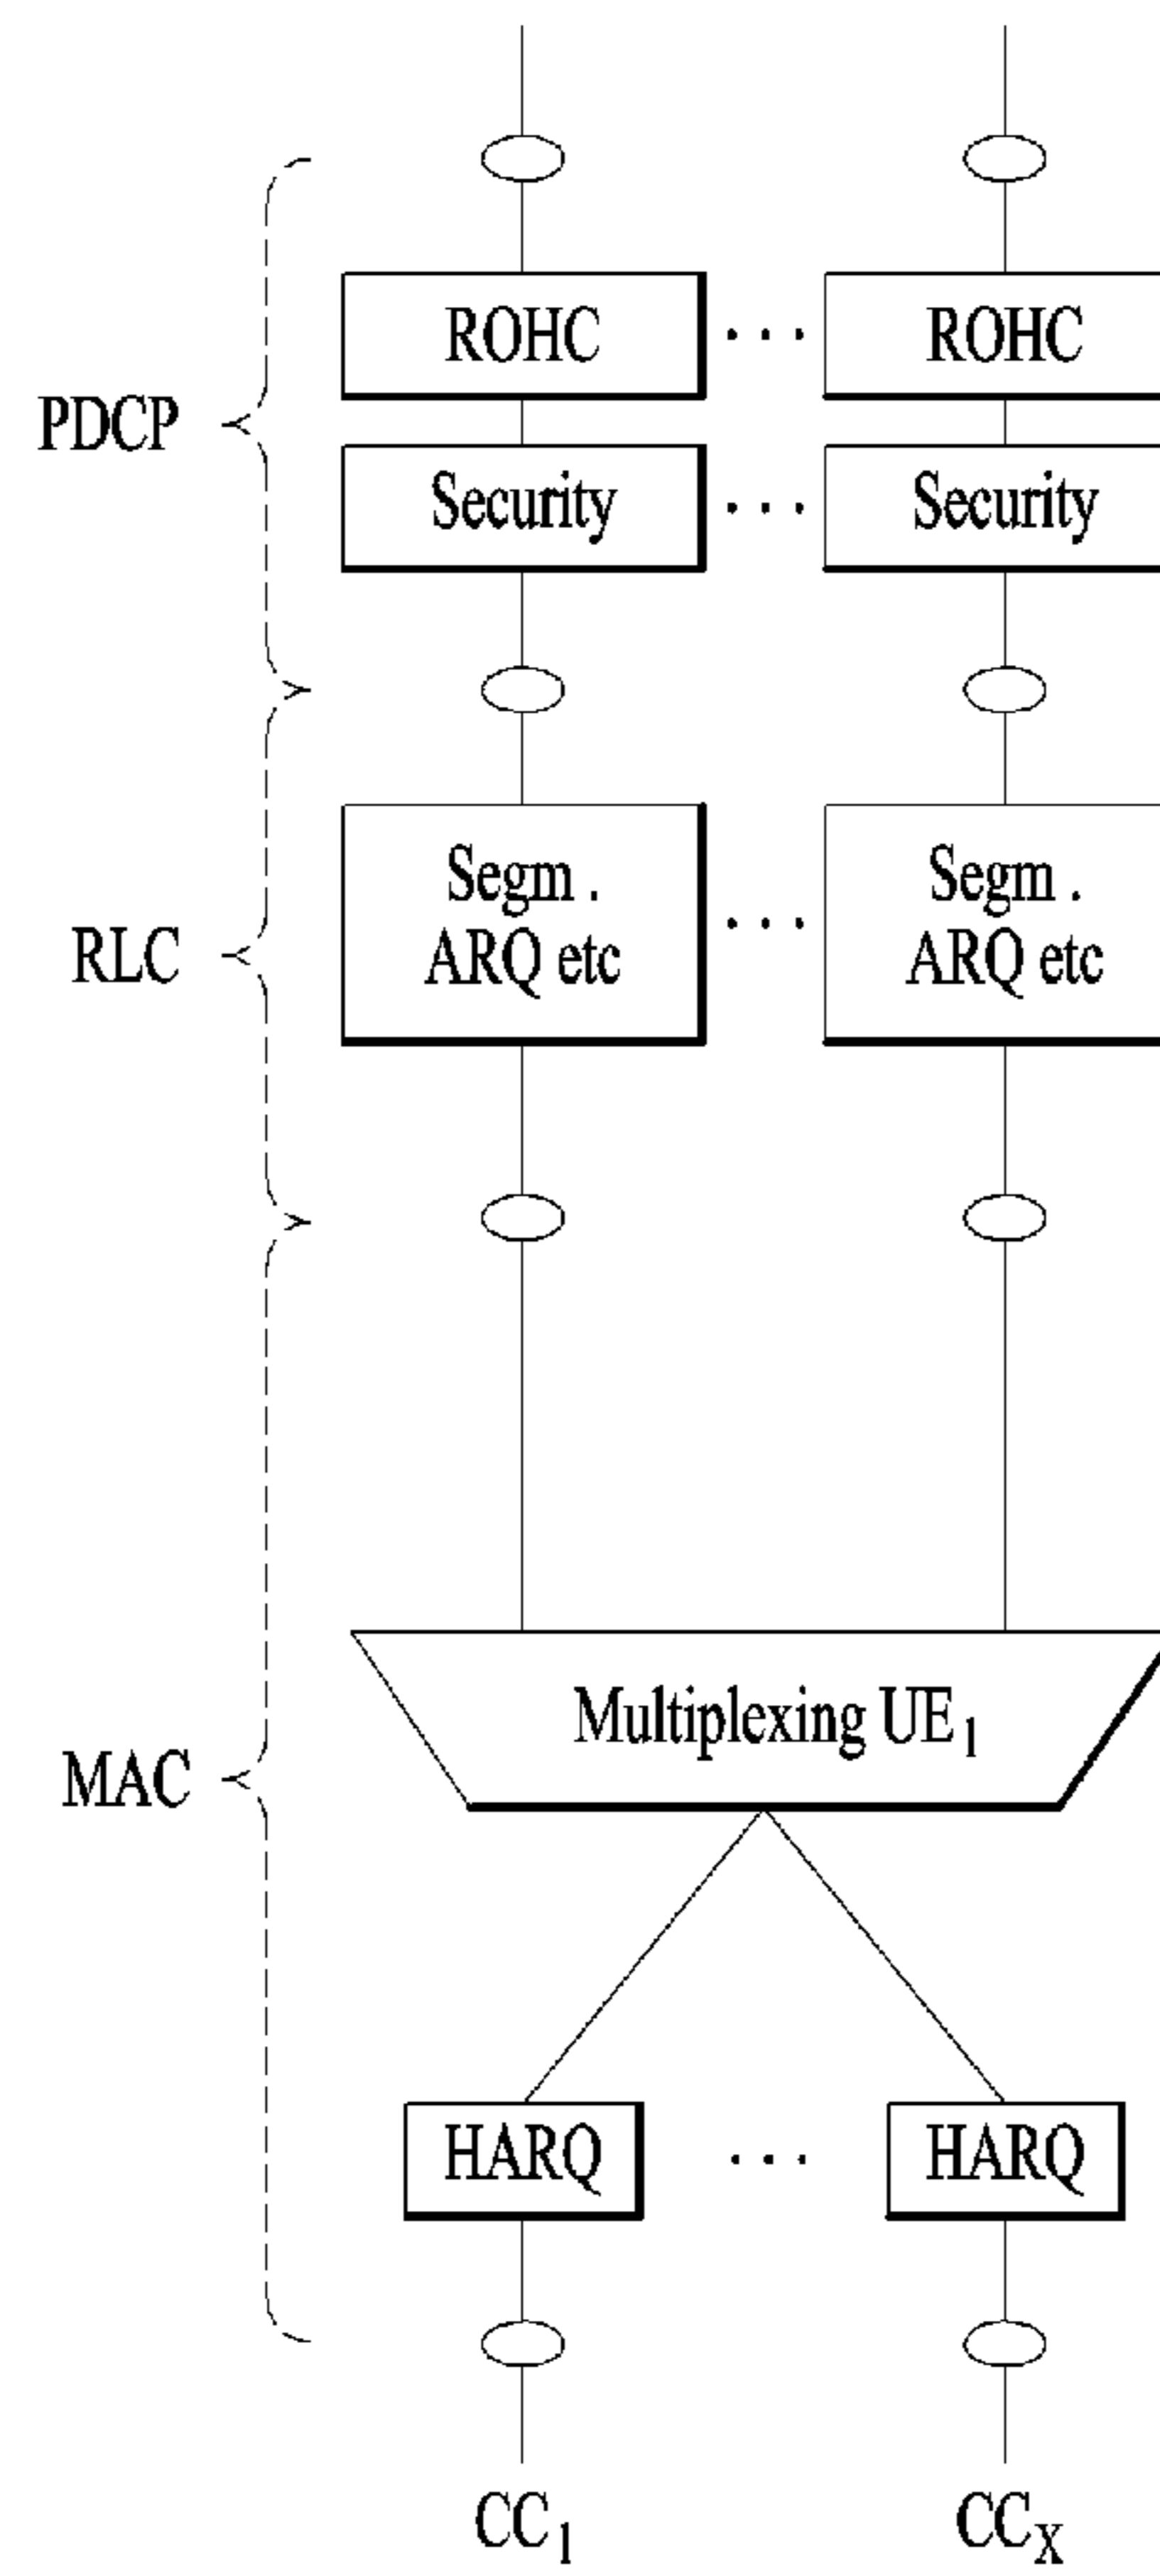 ROHC ... ROHC
PDCP
Security ... Security
Segm .
ARQ etc
...
Segm .
ARQ etc
RLC
Multiplexing UE1
MAC
HARQ ... HARQ
CC1
CCX